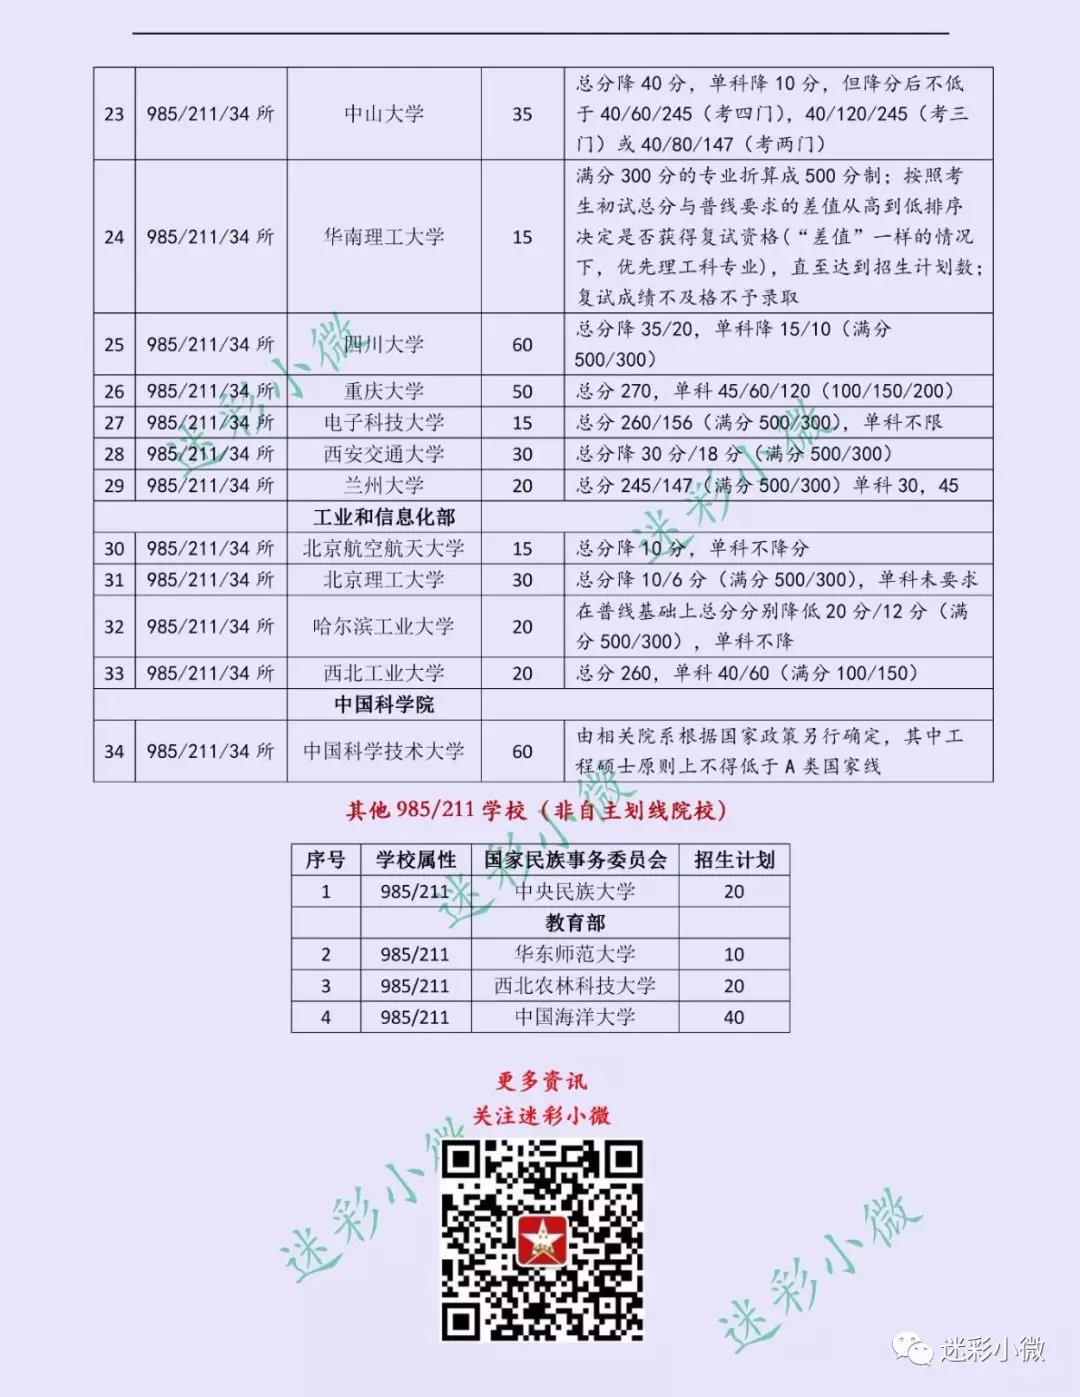 23 985/211/34 所 中山大学 35 总分降 40 分，单科降 10 分，但降分后不低
于 40/60/245（考四门），40/120/245（考三
门）或 40/80/147（考两门）
24 985/211/34 所 华南理工大学 15 满分 300 分的专业折算成 500 分制；按照考
生初试总分与普线要求的差值从高到低排序
决定是否获得复试资格(“差值”一样的情况
下，优先理工科专业)，直至达到招生计划数；
复试成绩不及格不予录取
25 985/211/34 所 四川大学 60 总分降 35/20，单科降 15/10（满分
500/300）
26 985/211/34 所 重庆大学 50 总分 270，单科 45/60/120（100/150/200）
27 985/211/34 所 电子科技大学 15 总分 260/156（满分 500/300），单科不限
28 985/211/34 所 西安交通大学 30 总分降 30 分/18 分（满分 500/300）
29 985/211/34 所 兰州大学 20 总分 245/147（满分 500/300）单科 30，45
工业和信息化部
30 985/211/34 所 北京航空航天大学 15 总分降 10 分，单科不降分
31 985/211/34 所 北京理工大学 30 总分降 10/6 分（满分 500/300），单科未要求
32 985/211/34 所 哈尔滨工业大学 20 在普线基础上总分分别降低 20 分/12 分（满
分 500/300），单科不降
33 985/211/34 所 西北工业大学 20 总分 260，单科 40/60（满分 100/150）
中国科学院
34 985/211/34 所 中国科学技术大学 60 由相关院系根据国家政策另行确定，其中工
程硕士原则上不得低于 A 类国家线
其他 985/211 学校（非自主划线院校）
序号 学校属性 国家民族事务委员会 招生计划
1 985/211 中央民族大学 20
教育部
2 985/211 华东师范大学 10
3 985/211 西北农林科技大学 20
4 985/211 中国海洋大学 40
更多资讯
关注迷彩小微
迷彩小微
迷彩小微
迷彩小微
迷彩小微
迷彩小微
迷彩小微